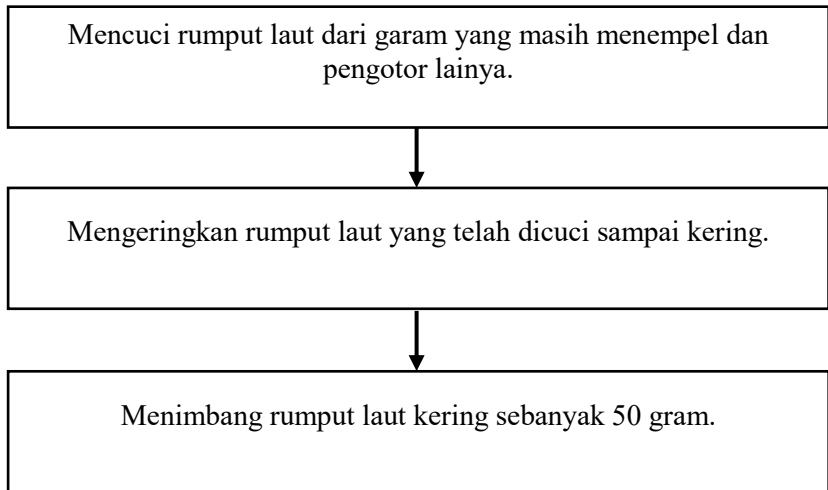 Mencuci rumput laut dari garam yang masih menempel dan
pengotor lainya.
Mengeringkan rumput laut yang telah dicuci sampai kering.
Menimbang rumput laut kering sebanyak 50 gram.